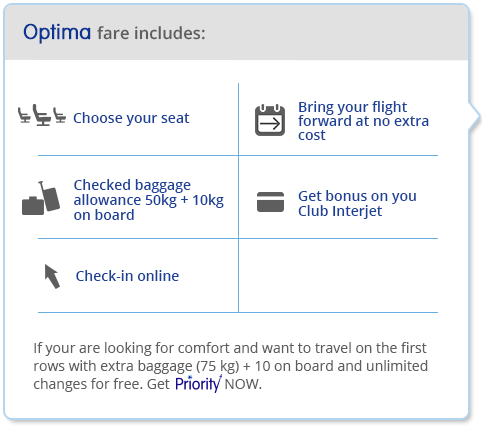 Optima fare includes:
Choose your seat
Bring your flight
forward at no extra
cost
Checked baggage
allowance 50kg + 10kg
on board
Get bonus on you
Club Interjet
Check-in online
If your are looking for comfort and want to travel on the first
rows with extra baggage (75 kg) + 10 on board and unlimited
changes for free. Get Priority NOW.